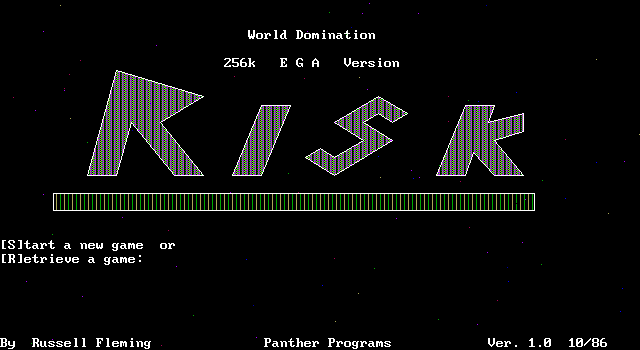 World Domination
256k E G A Version
RISK
[S]tart a new game or
[R]etrieve a game:
By Russell Fleming Panther Programs Ver. 1.0 10/86